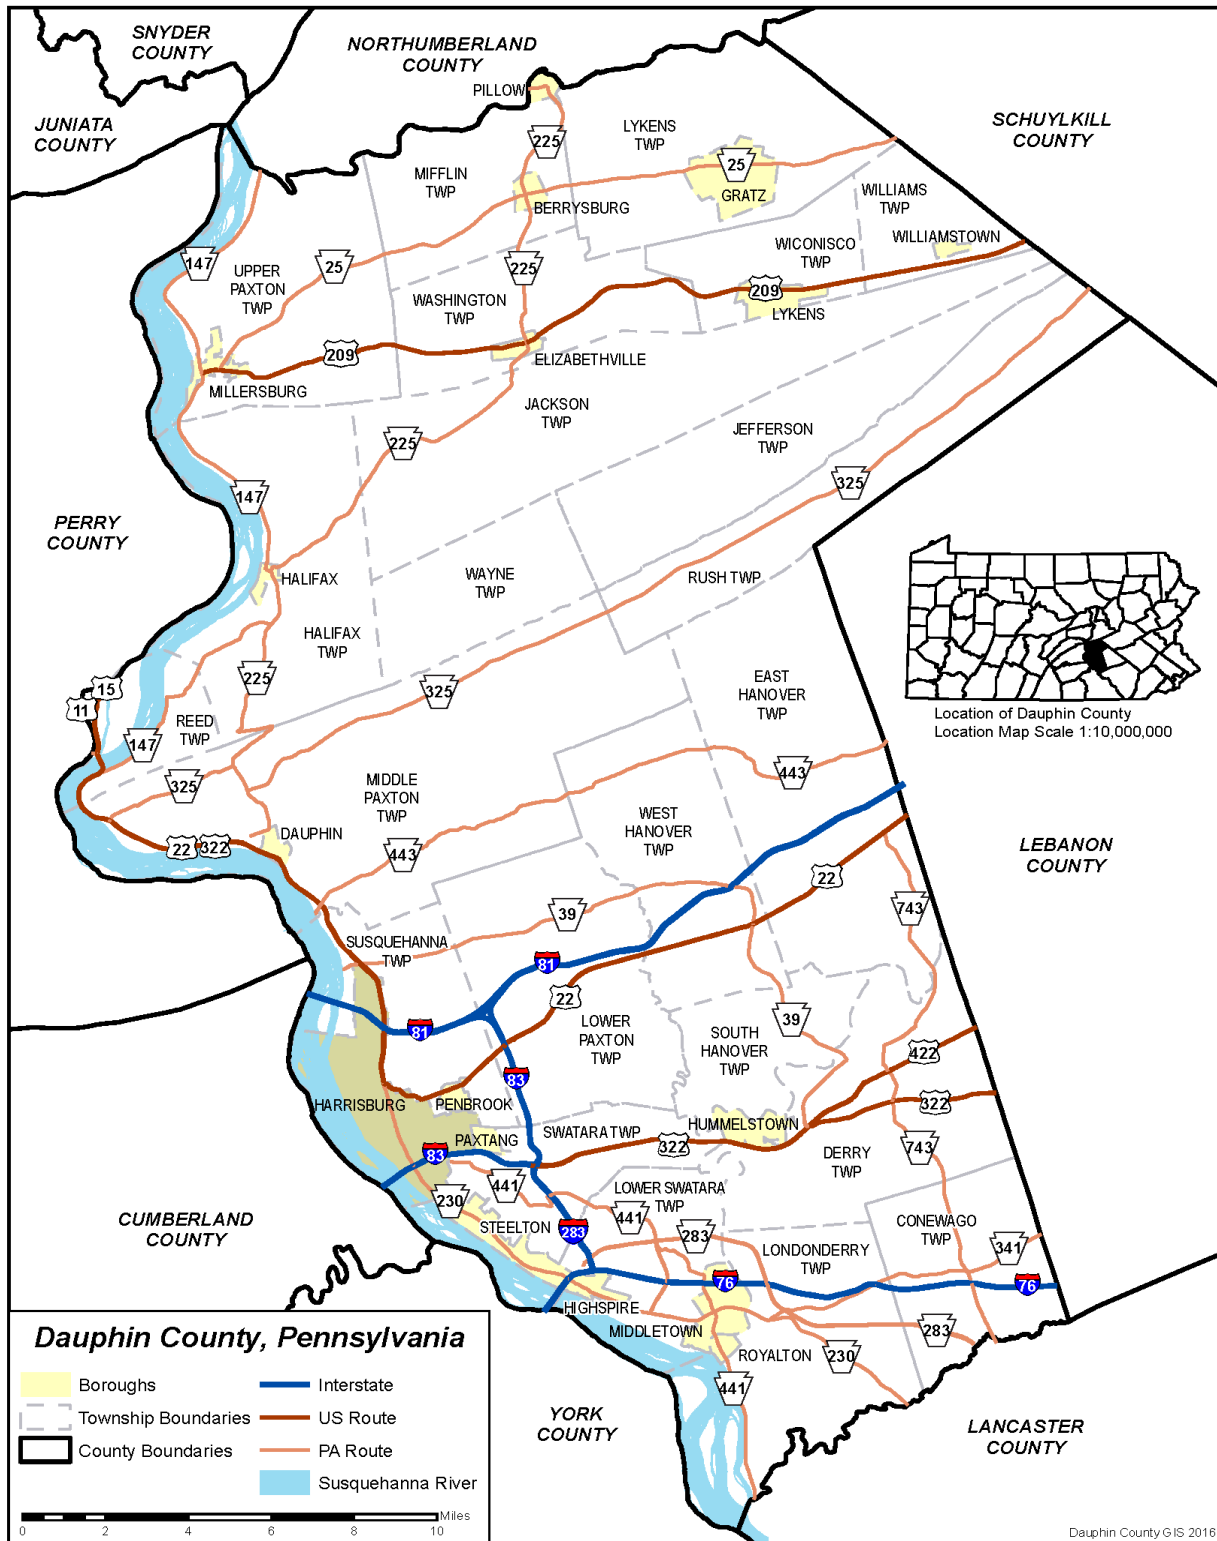 SNYDER
COUNTY
NORTHUMBERLAND
COUNTY
PILLOW
JUNIATA
COUNTY
SCHUYLKILL
COUNTY
LYKENS
TWP
225
25
MIFFLIN
TWP
GRATZ
WILLIAMS
TWP
BERRYSBURG
WILLIAMSTOWN
WICONISCO
TWP
147
25
225
UPPER
PAXTON
TWP
WASHINGTON
TWP
209
LYKENS
209
ELIZABETHVILLE
MILLERSBURG
JACKSON
TWP
JEFFERSON
TWP
225
325
147
PERRY
COUNTY
HALIFAX
WAYNE
TWP
RUSH TWP
HALIFAX
TWP
225
325
EAST
HANOVER
TWP
15
11
REED
TWP
147
325
Location of Dauphin County
Location Map Scale 1:10,000,000
443
MIDDLE
PAXTON
TWP
WEST
HANOVER
TWP
DAUPHIN
22
322
443
LEBANON
COUNTY
22
743
39
SUSQUEHANNA
TWP
81
22
81
LOWER
PAXTON
TWP
SOUTH
HANOVER
TWP
39
422
83
322
HARRISBURG
PENBROOK
HUMMELSTOWN
PAXTANG
SWATARA TWP
322
83
DERRY
TWP
743
441
230
LOWER SWATARA
TWP
441
STEELTON
283
283
CONEWAGO
TWP
341
LONDONDERRY
TWP
CUMBERLAND
COUNTY
76
76
HIGHSPIRE
MIDDLETOWN
283
ROYALTON
230
441
YORK
COUNTY
LANCASTER
COUNTY
Dauphin County, Pennsylvania
Boroughs
Interstate
Township Boundaries
US Route
County Boundaries
PA Route
Susquehanna River
Miles
0 2 4 6 8 10
Dauphin County GIS 2016